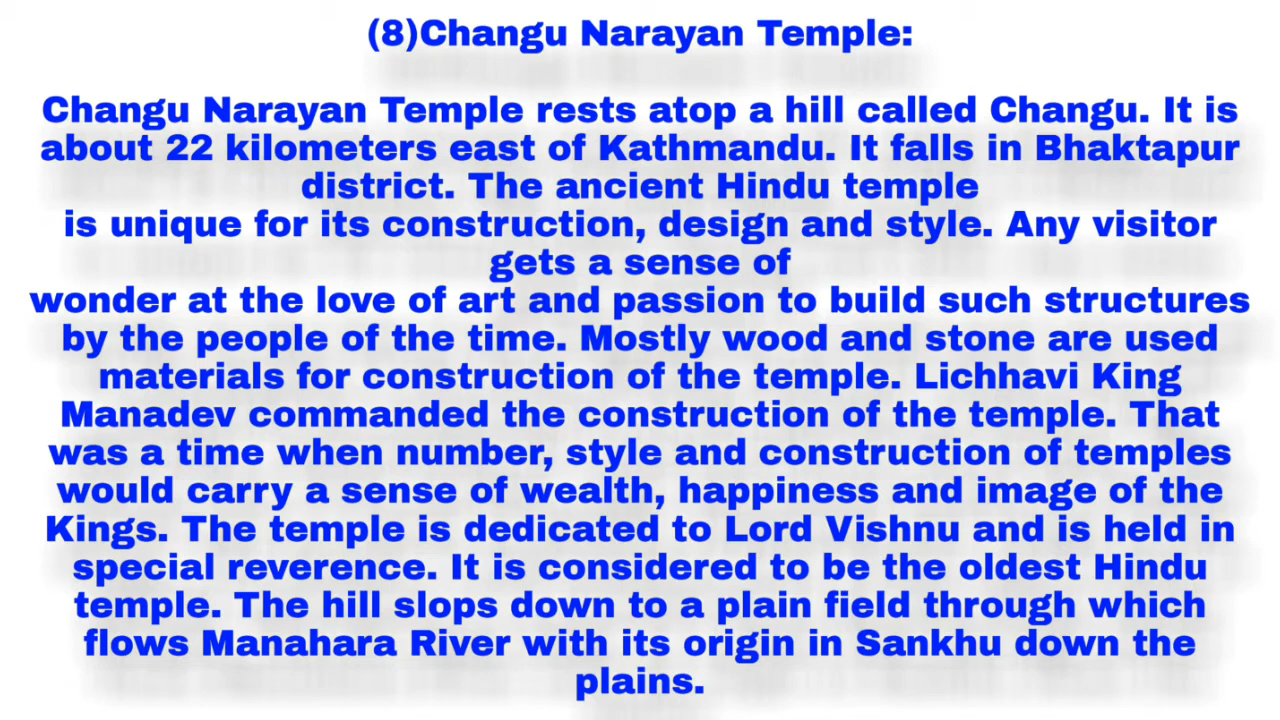 (8)Changu Narayan Temple:
Changu Narayan Temple rests atop a hill called Changu. It is
about 22 kilometers east of Kathmandu. It falls in Bhaktapur
district. The ancient Hindu temple
is unique for its construction, design and style. Any visitor
gets a sense of
wonder at the love of art and passion to build such structures
by the people of the time. Mostly wood and stone are used
materials for construction of the temple. Lichhavi King
Manadev commanded the construction of the temple. That
was a time when number, style and construction of temples
would carry a sense of wealth, happiness and image of the
Kings. The temple is dedicated to Lord Vishnu and is held in
special reverence. It is considered to be the oldest Hindu
temple. The hill slops down to a plain field through which
flows Manahara River with its origin in Sankhu down the
plains.